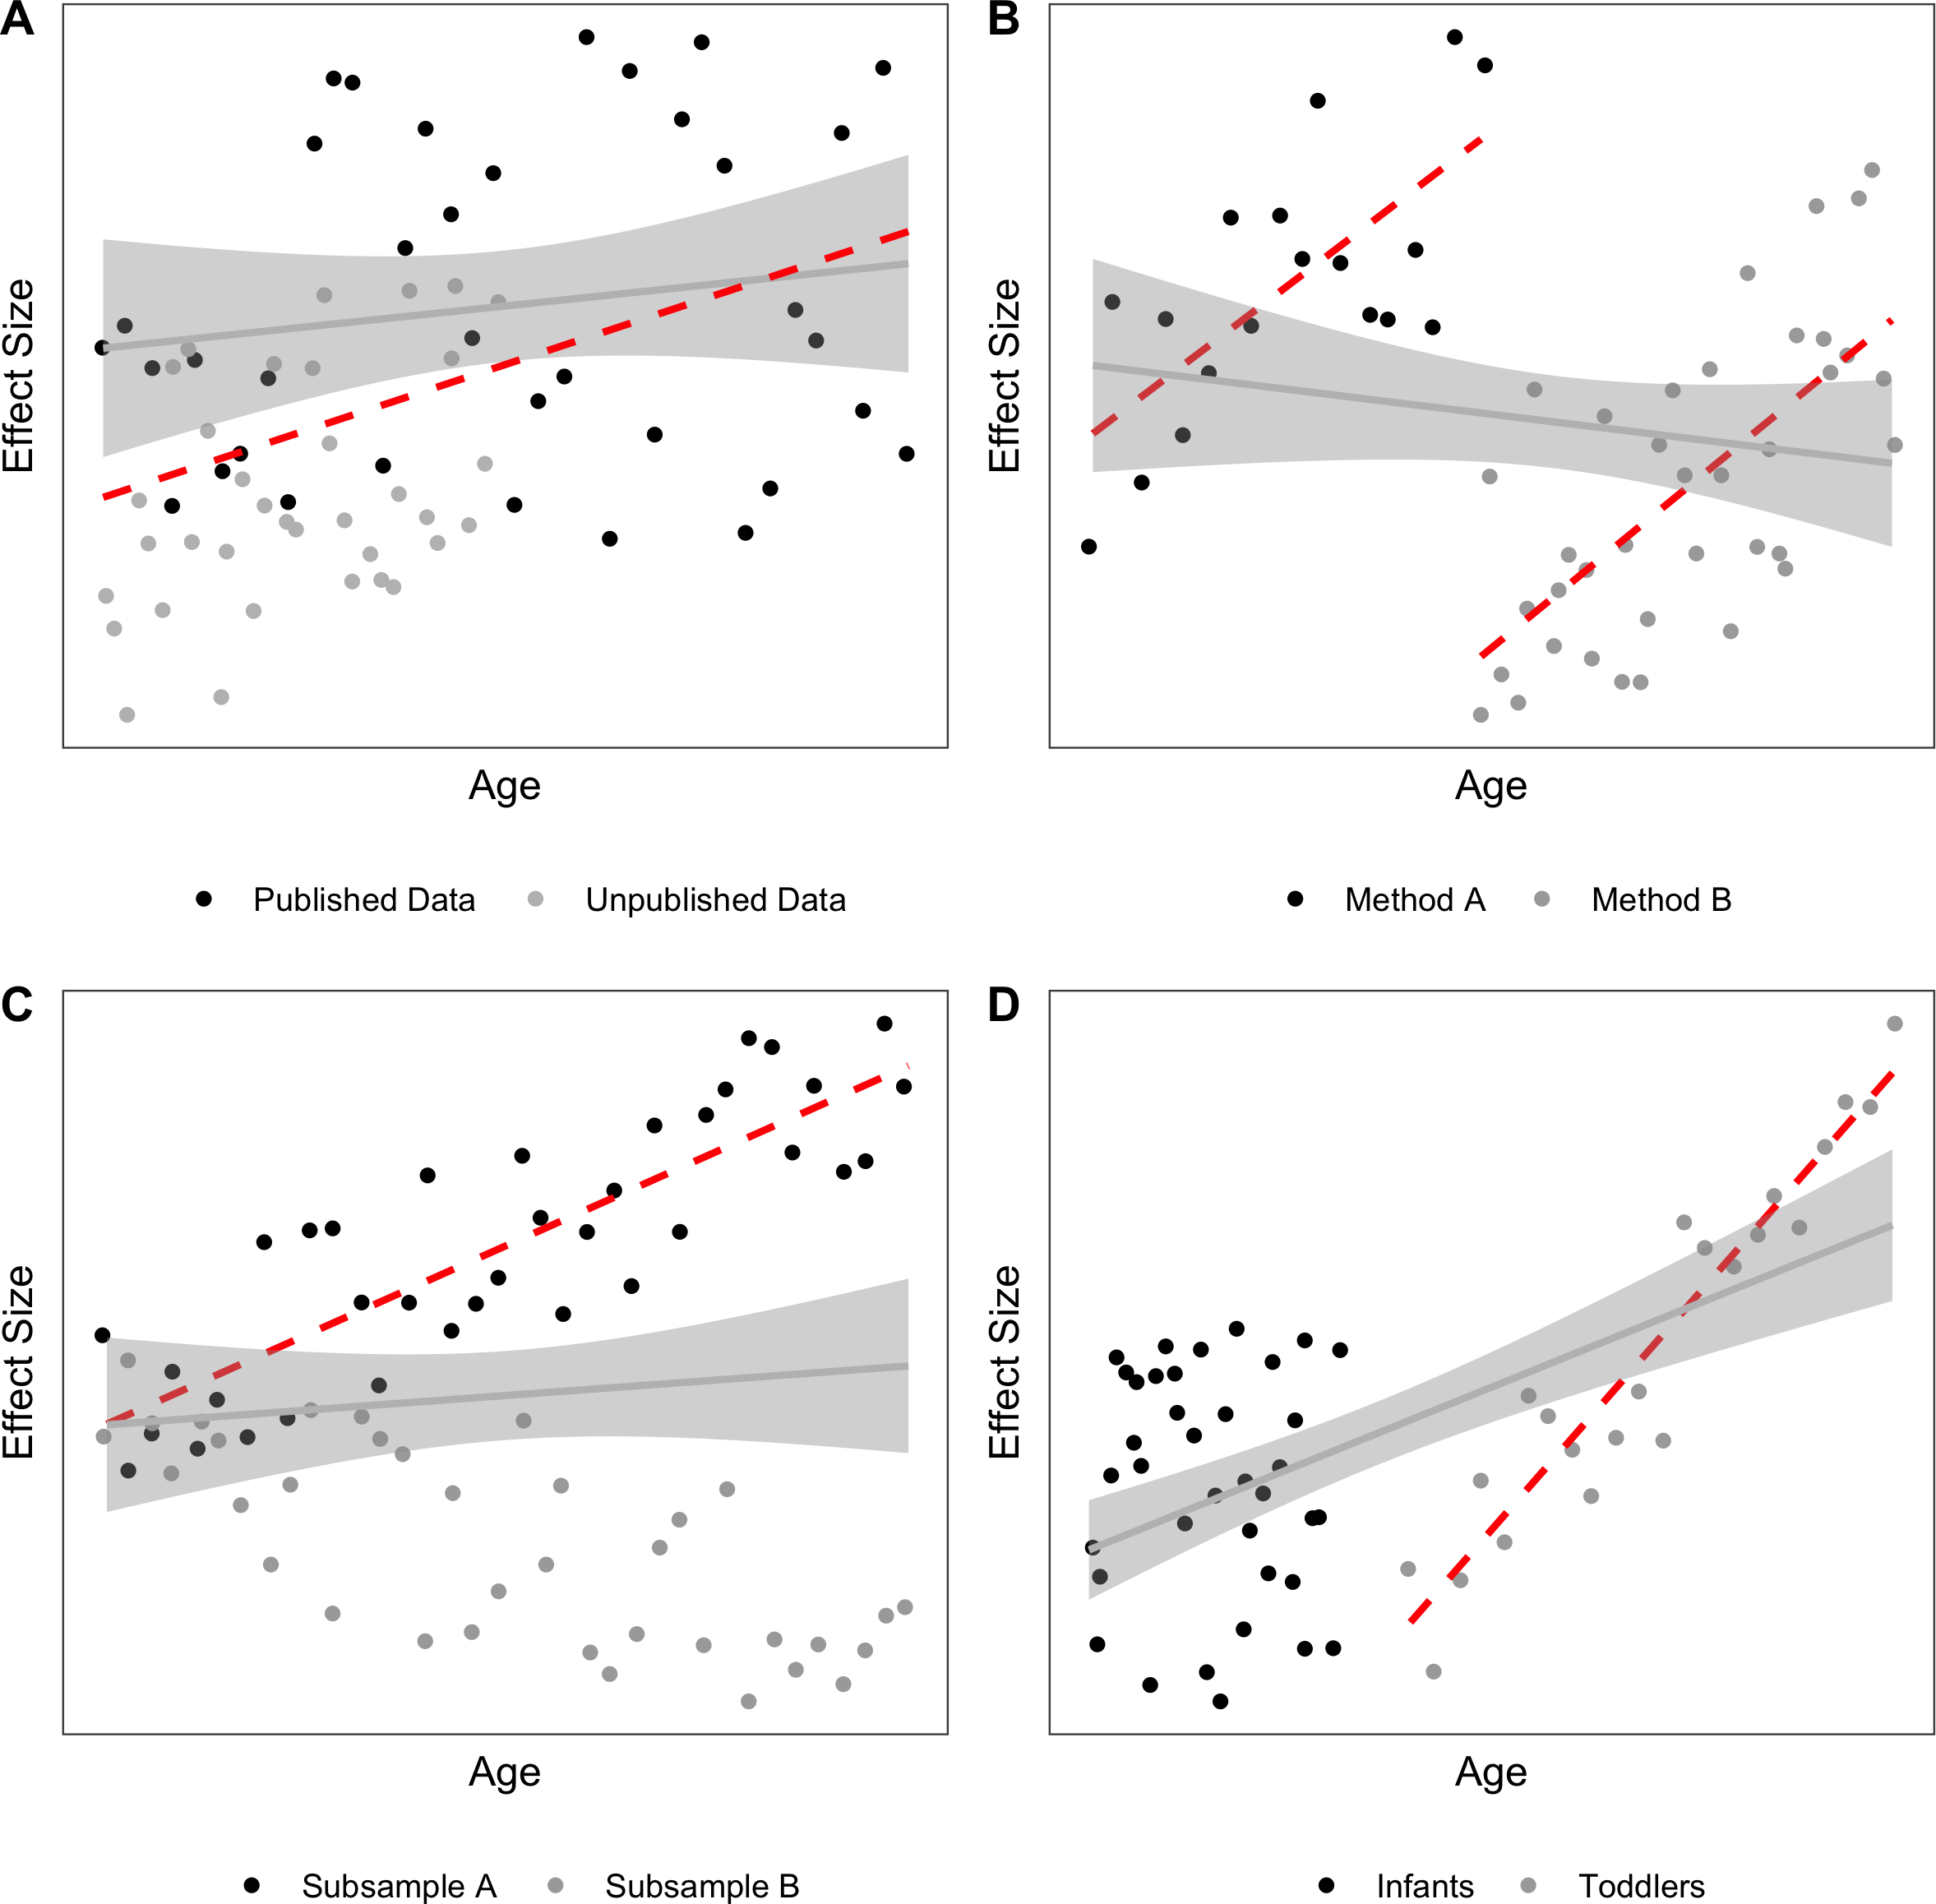 A
Effect Size
Age
Published Data Unpublished Data
B
Effect Size
Age
Method A Method B
C
Effect Size
Age
Subsample A Subsample B
D
Effect Size
Age
Infants Toddlers